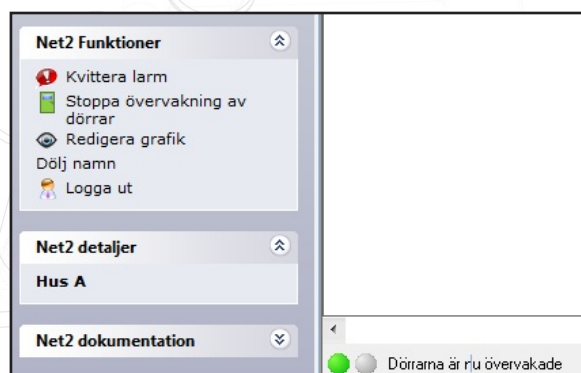 Net2 Funktioner
Kvittera larm
Stoppa övervakning av
dörrar
Redigera grafik
Dölj namn
Logga ut
Net2 detaljer
Hus A
Net2 dokumentation
Dörrarna är nu övervakade